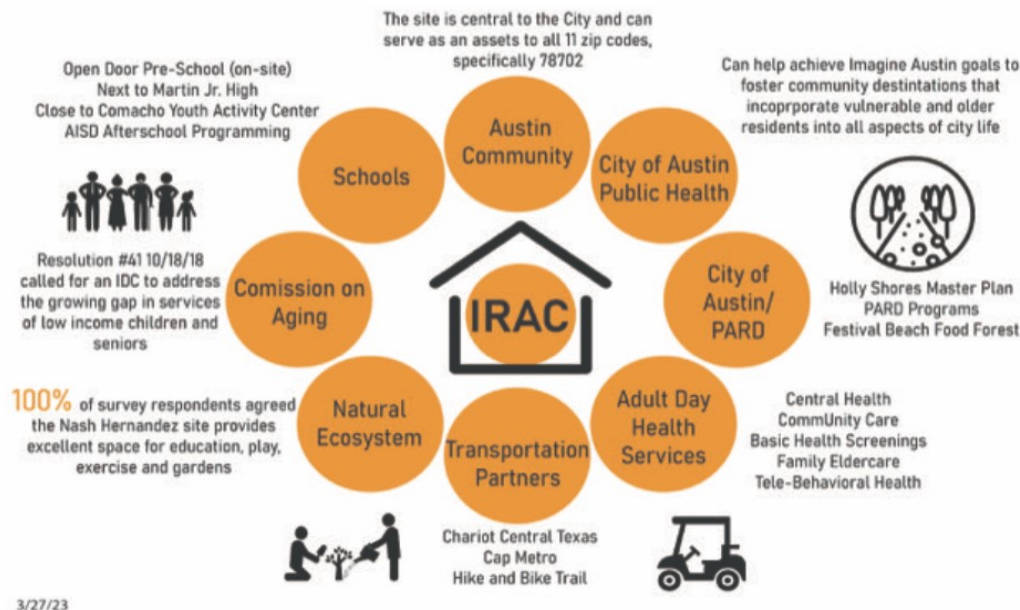 The site is central to the City and can
serve as an assets to all 11 zip codes,
specifically 78702
Open Door Pre-School (on-site)
Next to Martin Jr. High
Close to Comacho Youth Activity Center
AISD Afterschool Programming
Can help achieve Imagine Austin goals to
foster community destintations that
incoprporate vulnerable and older
residents into all aspects of city life
Schools
Austin
Community
City of Austin
Public Health
Resolution #41 10/18/18
called for an IDC to address
the growing gap in services
of low income children and
seniors
Comission on
Aging
IRAC
City of
Austin/
PARD
Holly Shores Master Plan
PARD Programs
Festival Beach Food Forest
100% of survey respondents agreed
the Nash Hernandez site provides
excellent space for education, play,
exercise and gardens
Natural
Ecosystem
Transportation
Partners
Adult Day
Health
Services
Central Health
CommUnity Care
Basic Health Screenings
Family Eldercare
Tele-Behavioral Health
Chariot Central Texas
Cap Metro
Hike and Bike Trail
3/27/23